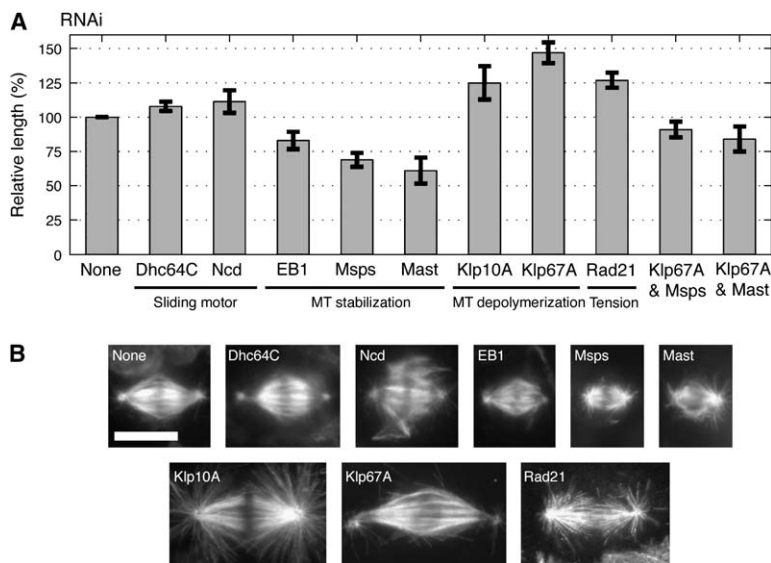 RNAi
A
Relative length (%)
150
125
100
75
50
25
0
None Dhc64C Ncd EB1 Msps Mast Klp10A Klp67A Rad21 Klp67A & Msps Klp67A & Mast
Sliding motor MT stabilization MT depolymerization Tension
B
None Dhc64C Ncd EB1 Msps Mast
Klp10A Klp67A Rad21